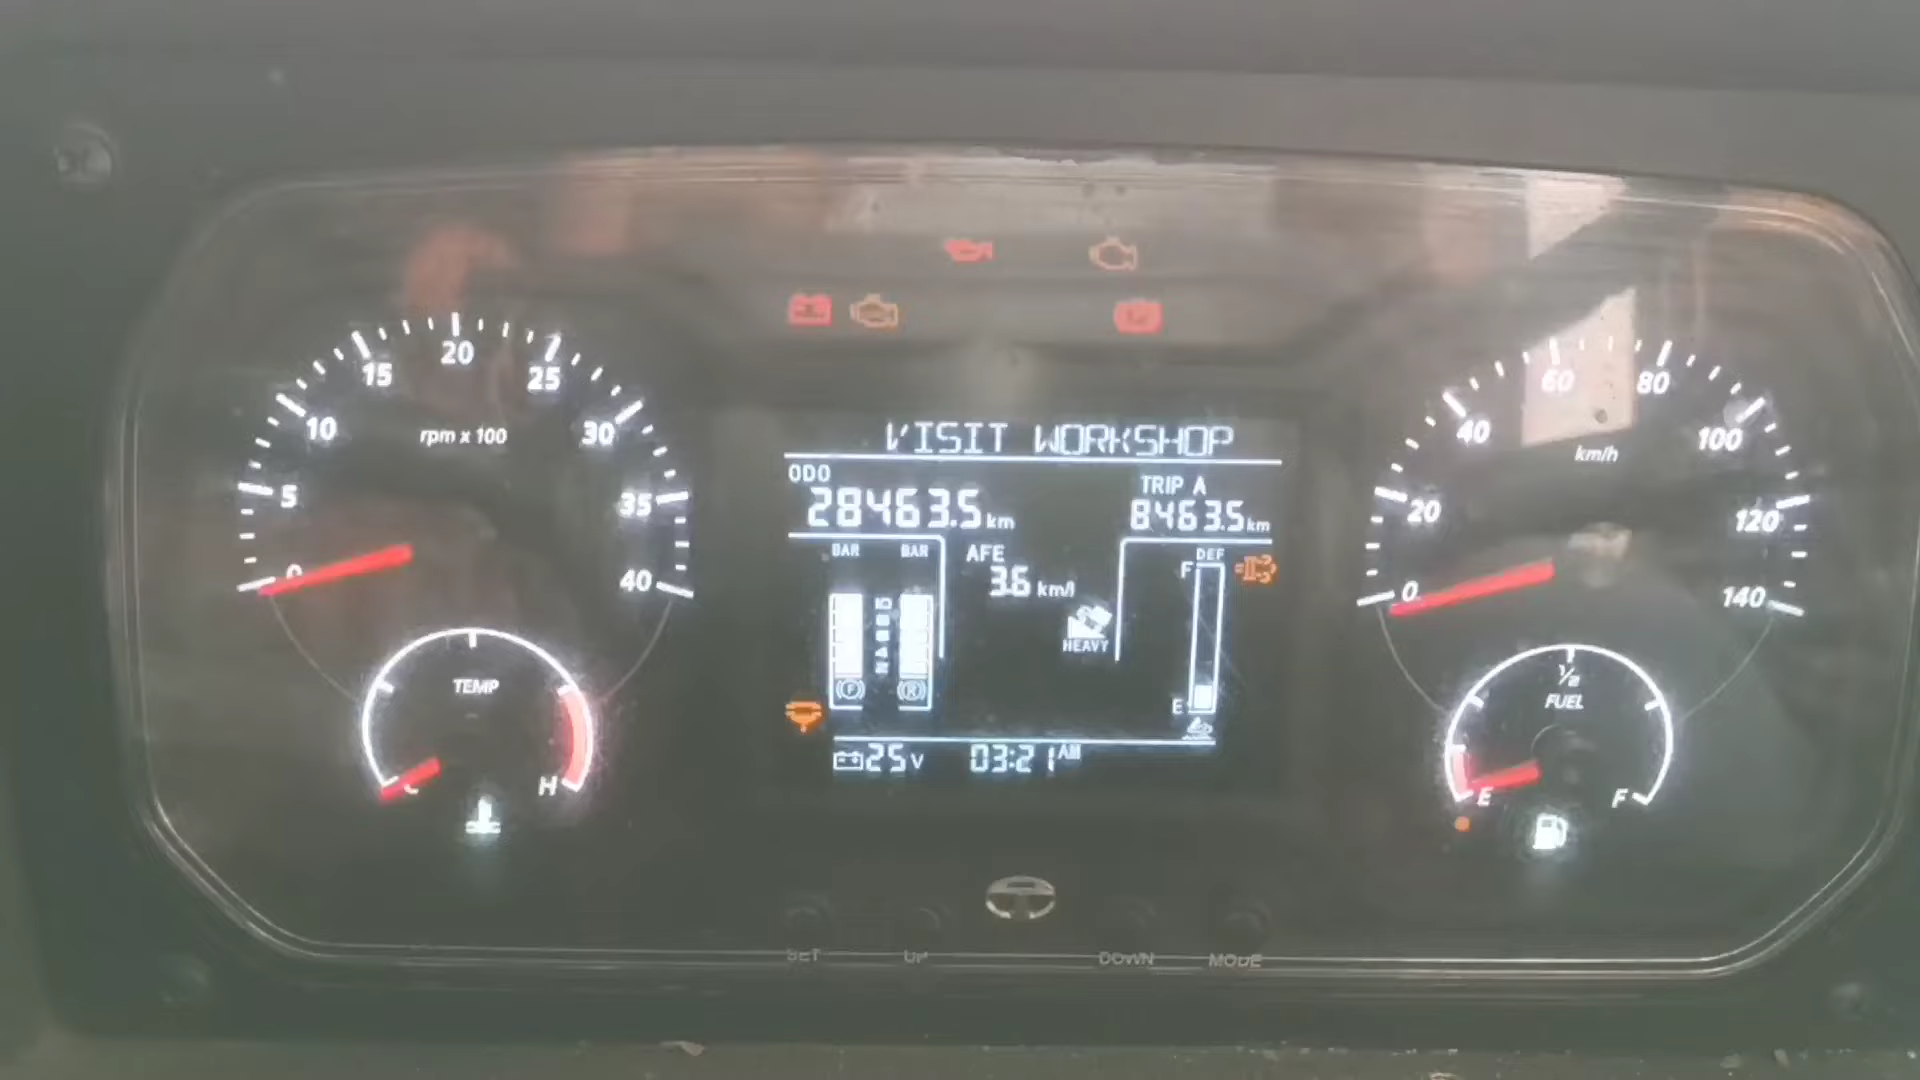 VISIT WORKSHOP
ODO
28463.5 km
TRIP A
8463.5 km
BAR BAR
AFE
3.6 km/l
HEAVY
DEF
F
E
F R
25 V 03:21 AM
0 5 10 15 20 25 30 35 40
rpm x 100
TEMP
C H
0 20 40 60 80 100 120 140
km/h
1/2
FUEL
E F
SET UP DOWN MODE